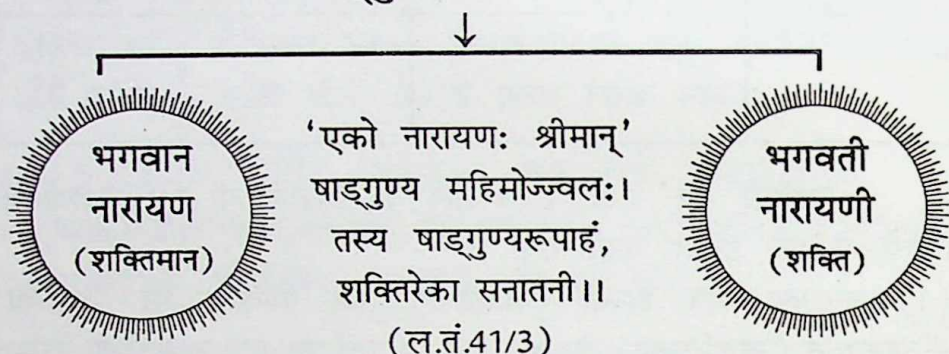 भगवान
नारायण
(शक्तिमान)
‘एको नारायण: श्रीमान्’
षाड्गुण्य महिमोज्ज्वल:।
तस्य षाड्गुण्यरूपाहं,
शक्तिरेका सनातनी।।
(ल.तं.41/3)
भगवती
नारायणी
(शक्ति)